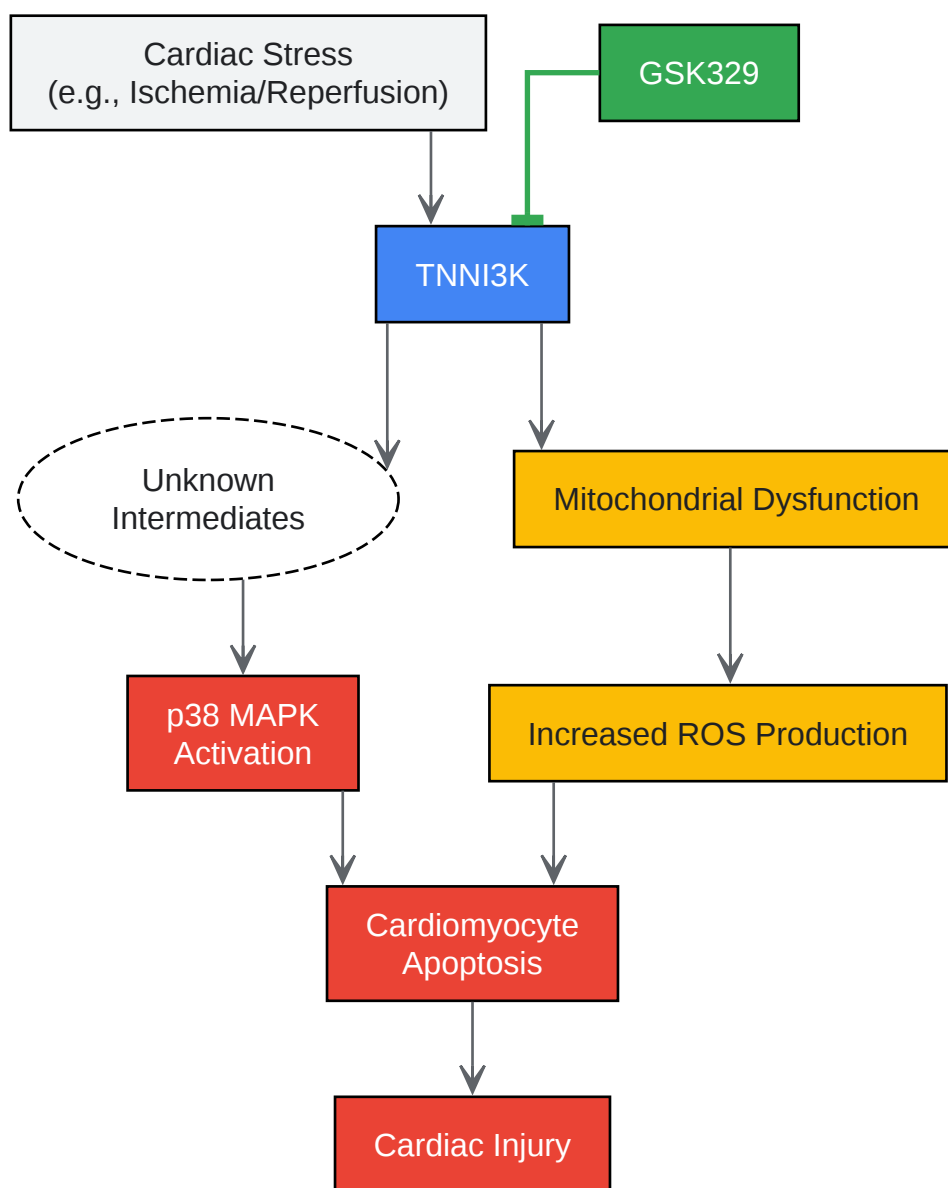 Cardiac Stress
(e.g., Ischemia/Reperfusion)
GSK329
TNNI3K
Unknown
Intermediates
Mitochondrial Dysfunction
p38 MAPK
Activation
Increased ROS Production
Cardiomyocyte
Apoptosis
Cardiac Injury